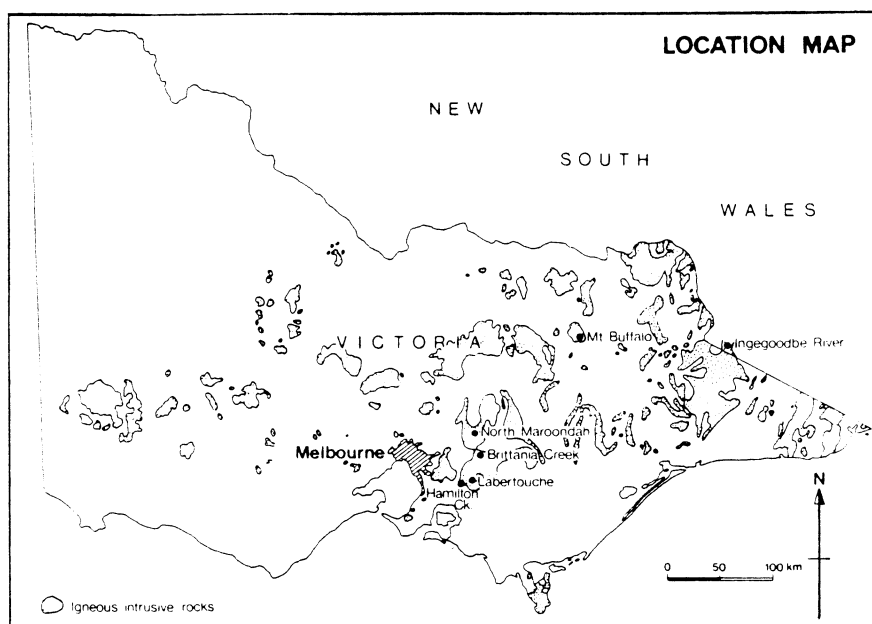 LOCATION MAP
NEW
SOUTH
WALES
VICTORIA
Mt Buffalo
Ingegoodbe River
North Maroondah
Melbourne
Brittania Creek
Labertouche
Hamilton
Ck.
N
0 50 100 km
Igneous intrusive rocks